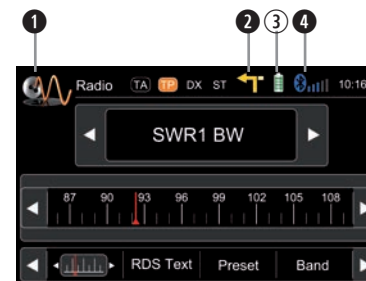 1 2 3 4
Radio TA TP DX ST 10:16
SWR1 BW
87 90 93 96 99 102 105 108
RDS Text Preset Band